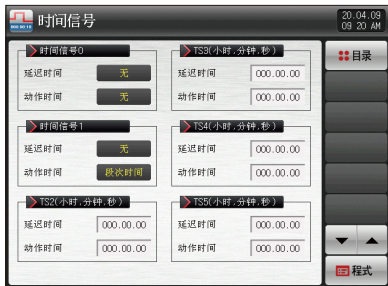 时间信号
20.04.09
09 20 AM
时间信号0
延迟时间 无
动作时间 无
时间信号1
延迟时间 无
动作时间 段次时间
TS2(小时.分钟.秒)
延迟时间 000.00.00
动作时间 000.00.00
TS3(小时.分钟.秒)
延迟时间 000.00.00
动作时间 000.00.00
TS4(小时.分钟.秒)
延迟时间 000.00.00
动作时间 000.00.00
TS5(小时.分钟.秒)
延迟时间 000.00.00
动作时间 000.00.00
目录
程式